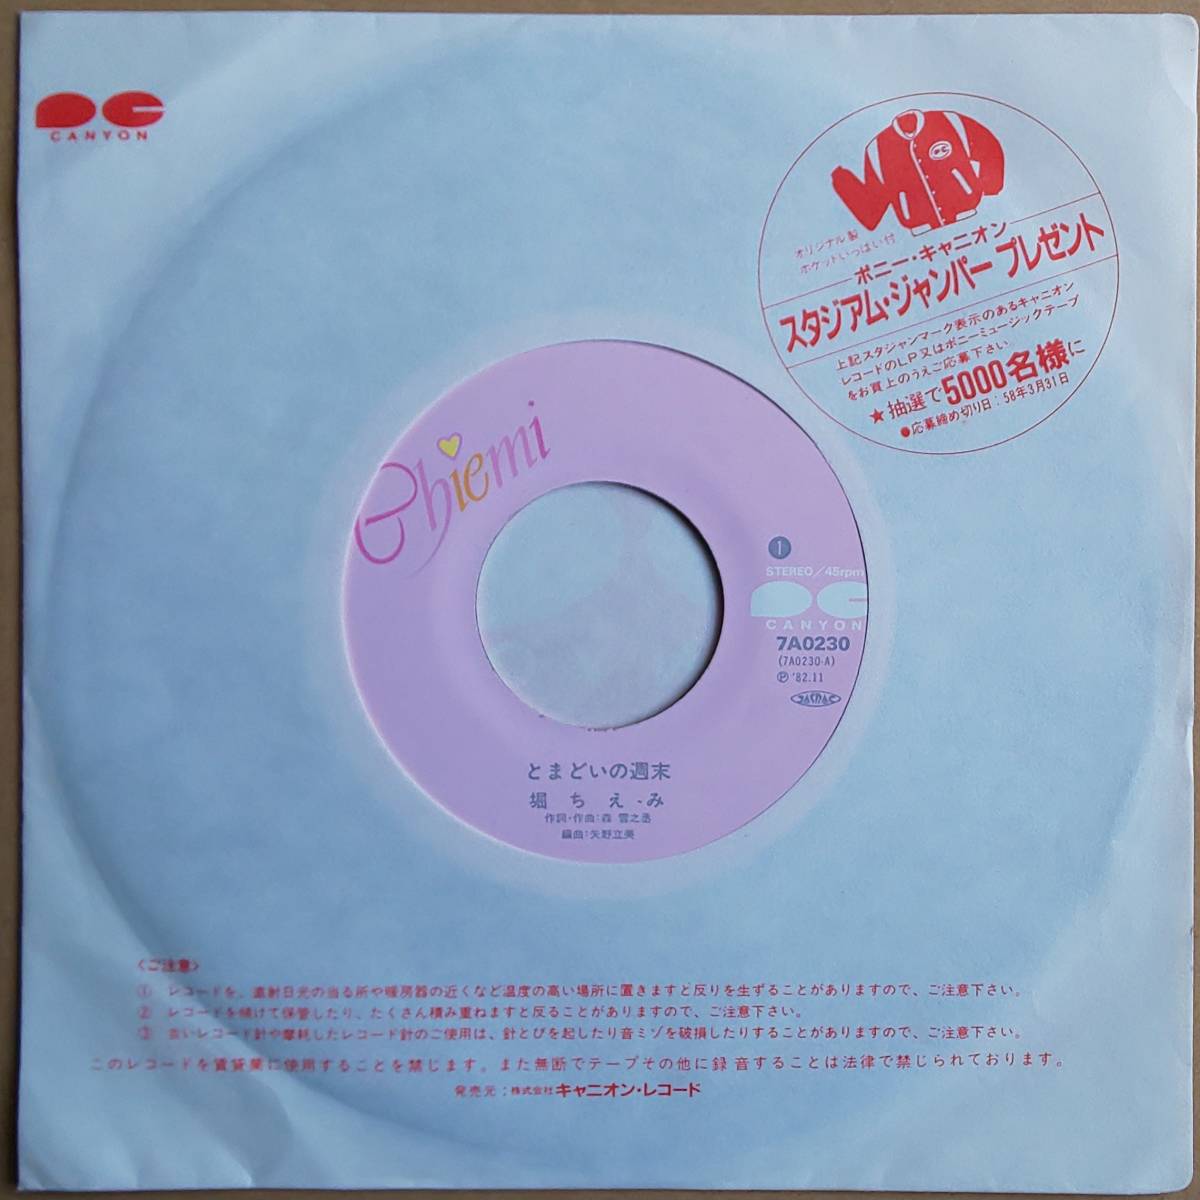 CANYON
オリジナル製
ポケットいっぱい付
ポニー・キャニオン
スタジアム・ジャンパー プレゼント
上記スタジャンマーク表示のあるキャニオン
レコードのLP又はポニーミュージックテープ
をお買上のうえご応募下さい。
★抽選で5000名様に
●応募締め切り日:58年3月31日
Chiemi
1
STEREO/45rpm
CANYON
7A0230
(7A0230-A)
Ⓟ '82.11
JASRAC
とまどいの週末
堀ちえみ
作詞・作曲:森 雪之丞
編曲:矢野立美
〈ご注意〉
① レコードを、直射日光の当る所や暖房器の近くなど温度の高い場所に置きますと反りを生ずることがありますので、ご注意下さい。
② レコードを傾けて保管したり、たくさん積み重ねますと反ることがありますので、ご注意下さい。
③ 古いレコード針や摩耗したレコード針のご使用は、針とびを起したり音ミゾを破損したりすることがありますので、ご注意下さい。
このレコードを賃貸業に使用することを禁じます。また無断でテープその他に録音することは法律で禁じられております。
発売元:株式会社キャニオン・レコード